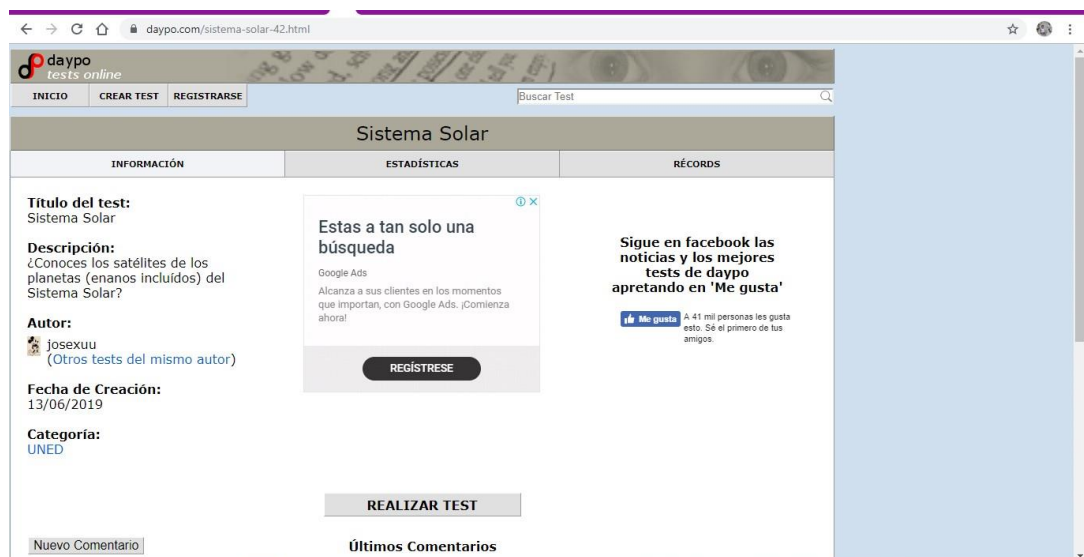 daypo.com/sistema-solar-42.html
daypo
tests online
INICIO CREAR TEST REGISTRARSE Buscar Test
Sistema Solar
INFORMACIÓN ESTADÍSTICAS RÉCORDS
Título del test:
Sistema Solar
Descripción:
¿Conoces los satélites de los
planetas (enanos incluídos) del
Sistema Solar?
Autor:
josexuu
(Otros tests del mismo autor)
Fecha de Creación:
13/06/2019
Categoría:
UNED
Estas a tan solo una
búsqueda
Google Ads
Alcanza a sus clientes en los momentos
que importan, con Google Ads. ¡Comienza
ahora!
REGÍSTRESE
Sigue en facebook las
noticias y los mejores
tests de daypo
apretando en 'Me gusta'
Me gusta
A 41 mil personas les gusta
esto. Sé el primero de tus
amigos.
REALIZAR TEST
Nuevo Comentario
Últimos Comentarios